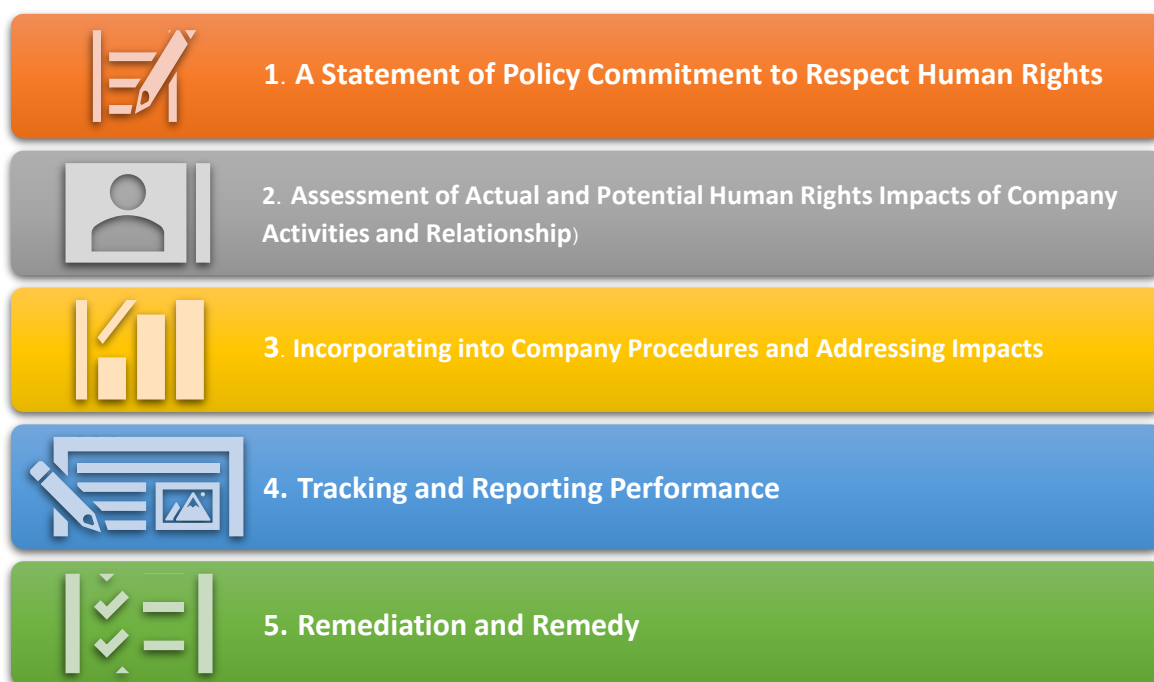 1. A Statement of Policy Commitment to Respect Human Rights
2. Assessment of Actual and Potential Human Rights Impacts of Company
Activities and Relationship)
3. Incorporating into Company Procedures and Addressing Impacts
4. Tracking and Reporting Performance
5. Remediation and Remedy